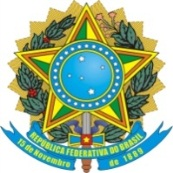 REPÚBLICA FEDERATIVA DO BRASIL
15 de Novembro de 1889